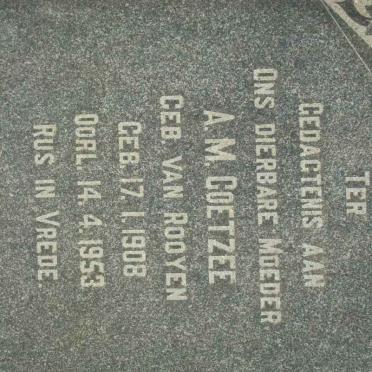 TER
GEDACTENIS AAN
ONS DIERBARE MOEDER
A.M. COETZEE
GEB. VAN ROOYEN
GEB. 17. 1. 1908
OORL. 14. 4. 1953
RUS IN VREDE